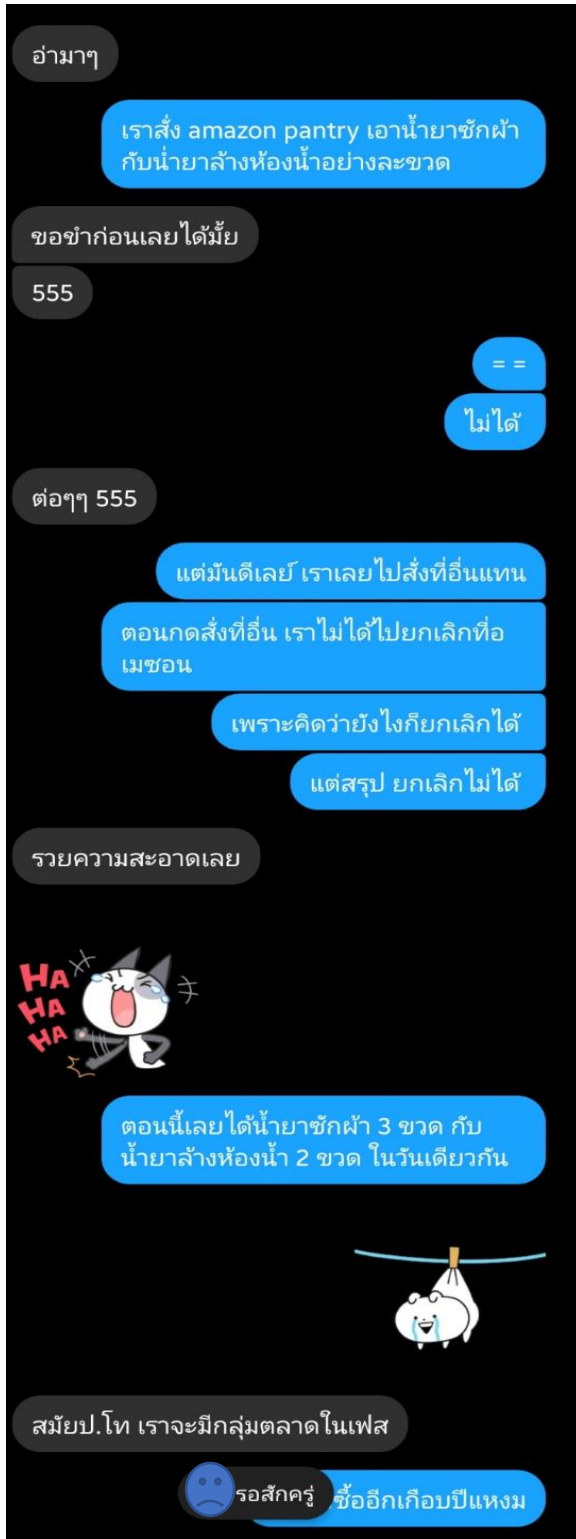 อ่ามาๆ
เราสั่ง amazon pantry เอาน้ำยาซักผ้า
กับน่ำยาล้างห้องน้ำอย่างละขวด
ขอขำก่อนเลยได้มั้ย
555
= =
ไม่ได้
ต่อๆๆ 555
แต่มันดีเลย์ เราเลยไปสั่งที่อื่นแทน
ตอนกดสั่งที่อื่น เราไม่ได้ไปยกเลิกที่อ
เมซอน
เพราะคิดว่ายังไงก็ยกเลิกได้
แต่สรุป ยกเลิกไม่ได้
รวยความสะอาดเลย
HA
HA
HA
ตอนนี้เลยได้น้ำยาซักผ้า 3 ขวด กับ
น้ำยาล้างห้องน้ำ 2 ขวด ในวันเดียวกัน
สมัยป.โท เราจะมีกลุ่มตลาดในเฟส
รอสักครู่
ซื้ออีกเกือบปีแหงม